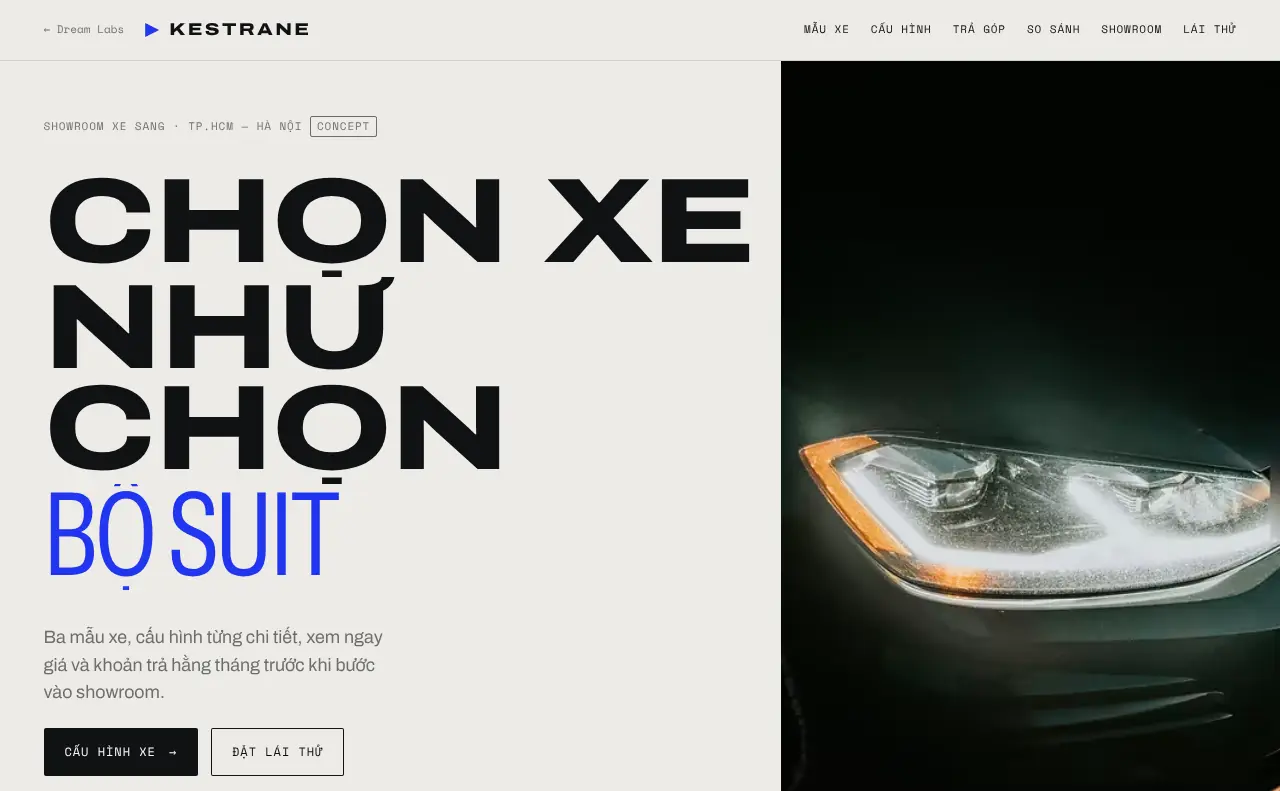 ← Dream Labs
KESTRANE
MẪU XE
CẤU HÌNH
TRẢ GÓP
SO SÁNH
SHOWROOM
LÁI THỬ
SHOWROOM XE SANG · TP.HCM — HÀ NỘI
CONCEPT
CHỌN XE
NHƯ
CHỌN
BỘ SUIT
Ba mẫu xe, cấu hình từng chi tiết, xem ngay
giá và khoản trả hằng tháng trước khi bước
vào showroom.
CẤU HÌNH XE →
ĐẶT LÁI THỬ